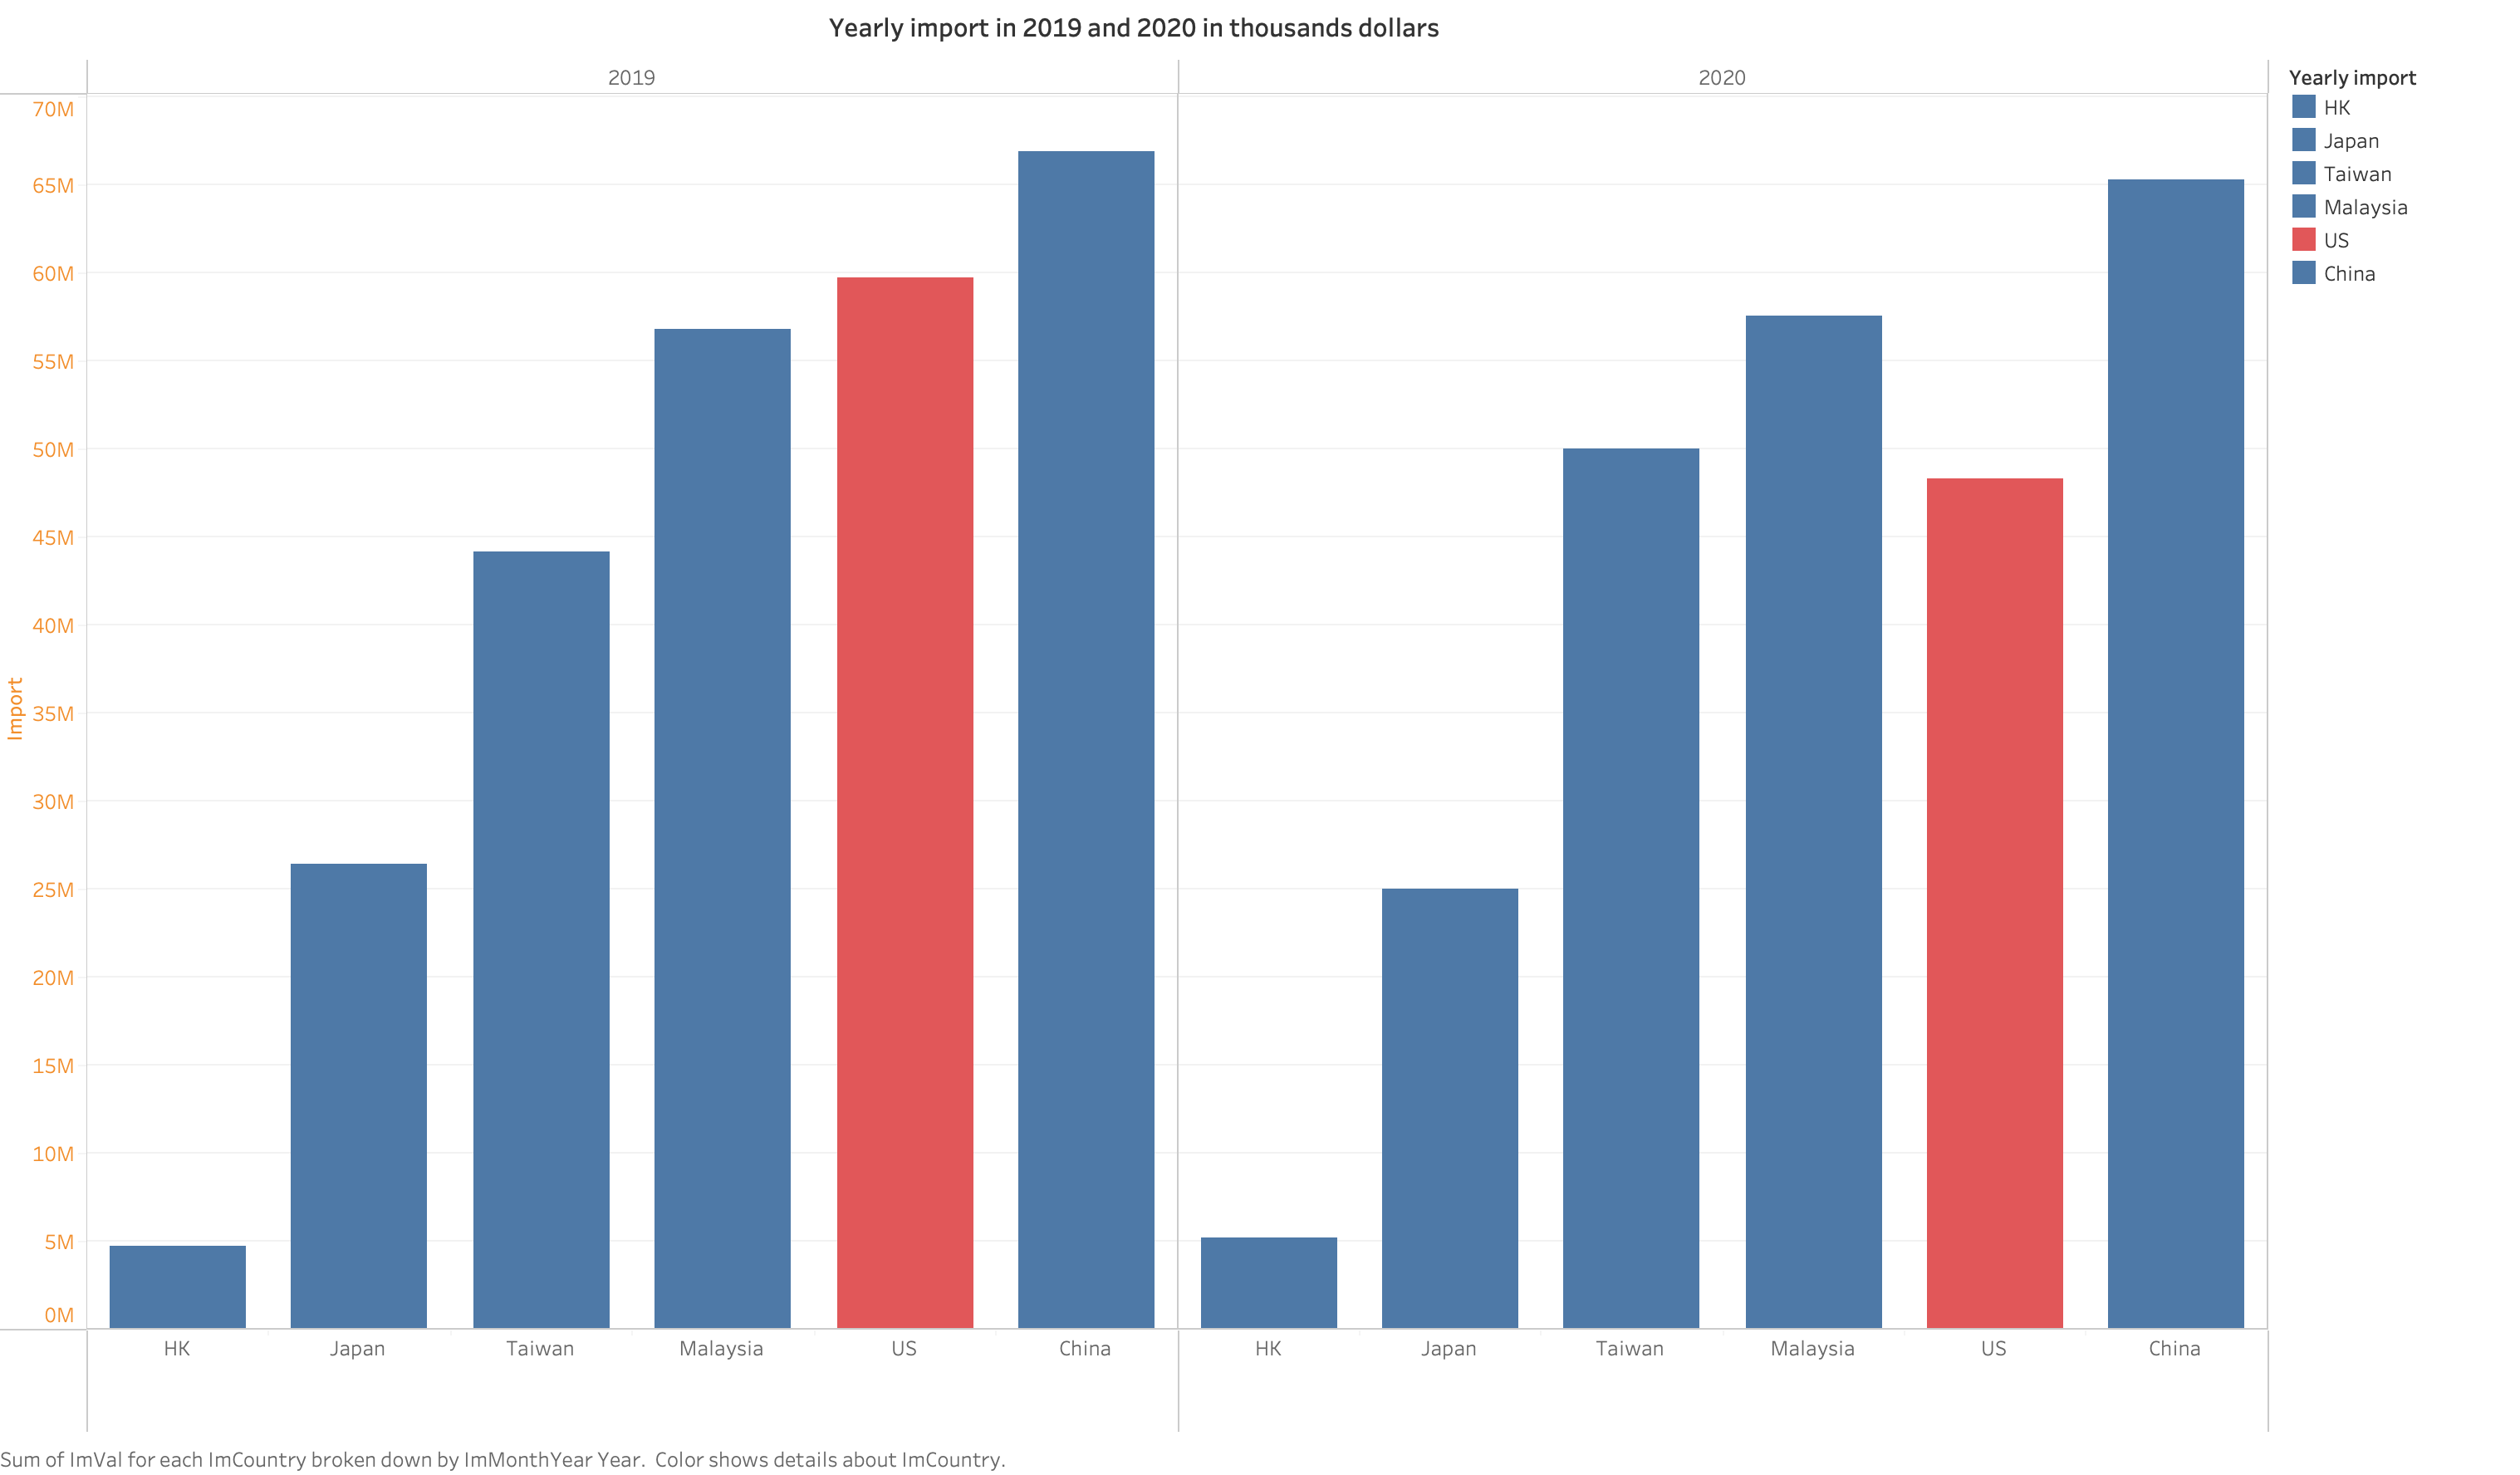 Yearly import in 2019 and 2020 in thousands dollars
2019 2020
Yearly import
HK
Japan
Taiwan
Malaysia
US
China
Import
70M
65M
60M
55M
50M
45M
40M
35M
30M
25M
20M
15M
10M
5M
0M
HK Japan Taiwan Malaysia US China HK Japan Taiwan Malaysia US China
Sum of ImVal for each ImCountry broken down by ImMonthYear Year. Color shows details about ImCountry.